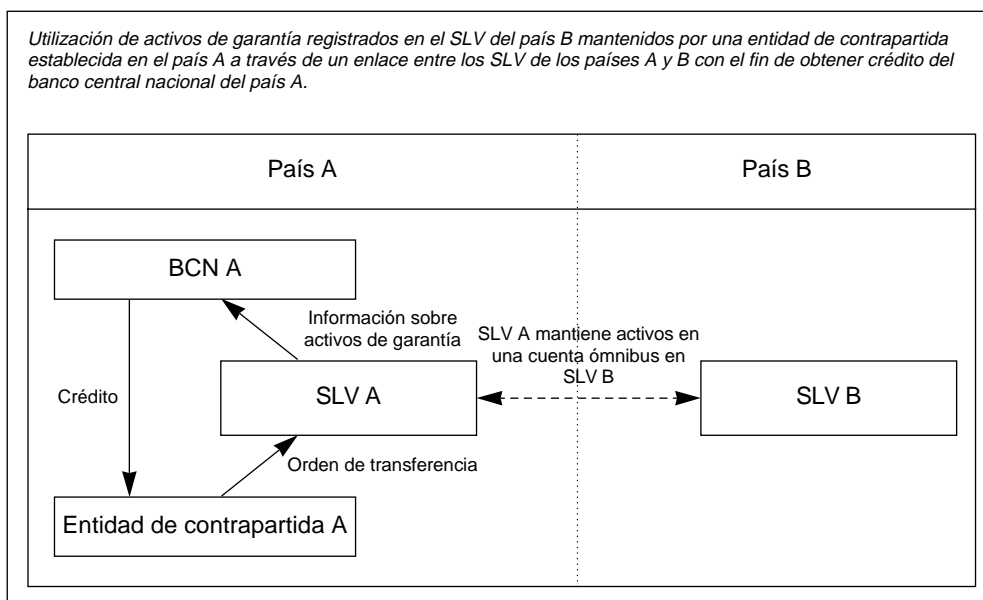 Utilización de activos de garantía registrados en el SLV del país B mantenidos por una entidad de contrapartida
establecida en el país A a través de un enlace entre los SLV de los países A y B con el fin de obtener crédito del
banco central nacional del país A.
País A
País B
BCN A
Información sobre
activos de garantía
SLV A mantiene activos en
una cuenta ómnibus en
SLV B
Crédito
SLV A
SLV B
Orden de transferencia
Entidad de contrapartida A